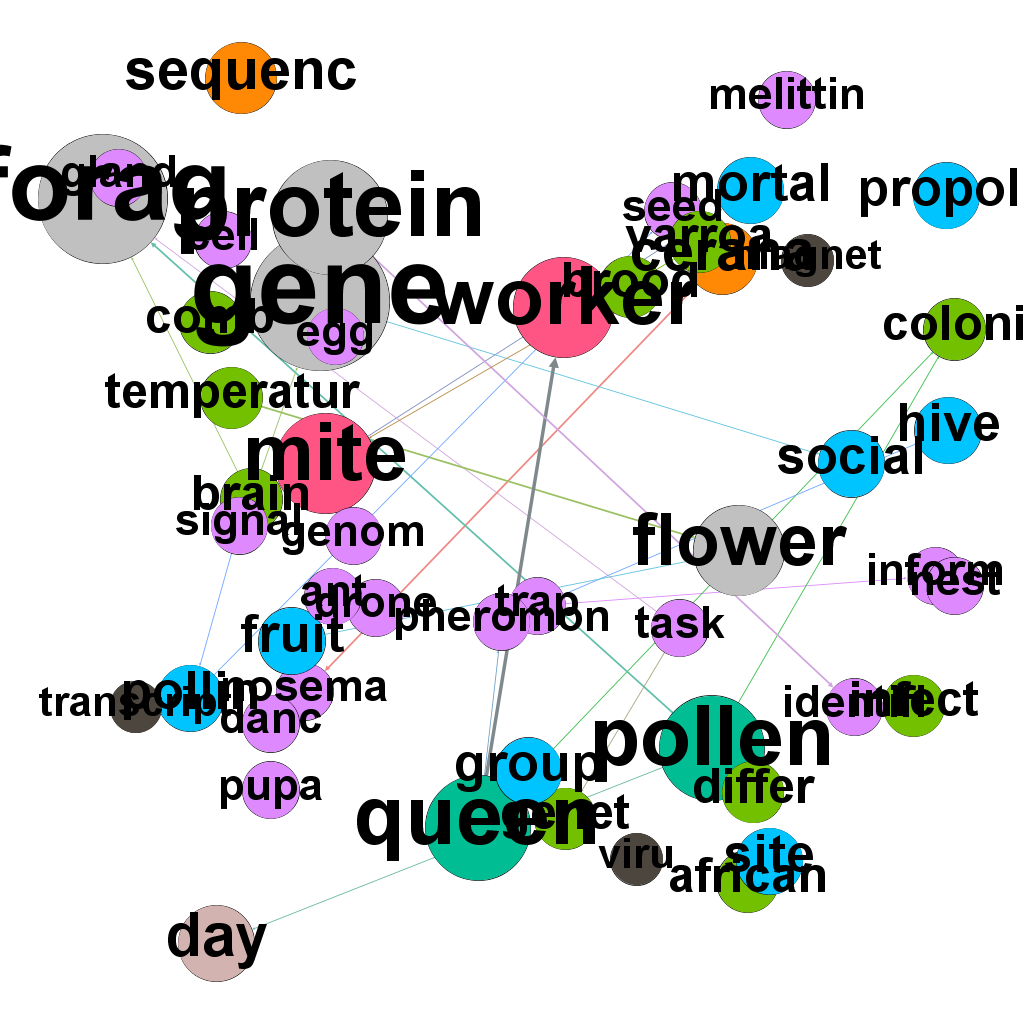 sequenc
melittin
gland
forag
protein
mortal
propol
seed
varroa
cerana
magnet
bell
gene
worker
brood
comb
egg
coloni
temperatur
mite
hive
social
brain
signal
genom
flower
inform
nest
ant
drone
trap
pheromon
task
fruit
nosema
pollin
transcript
danc
identifi
infect
pollen
group
pupa
differ
queen
genet
viru
site
african
day